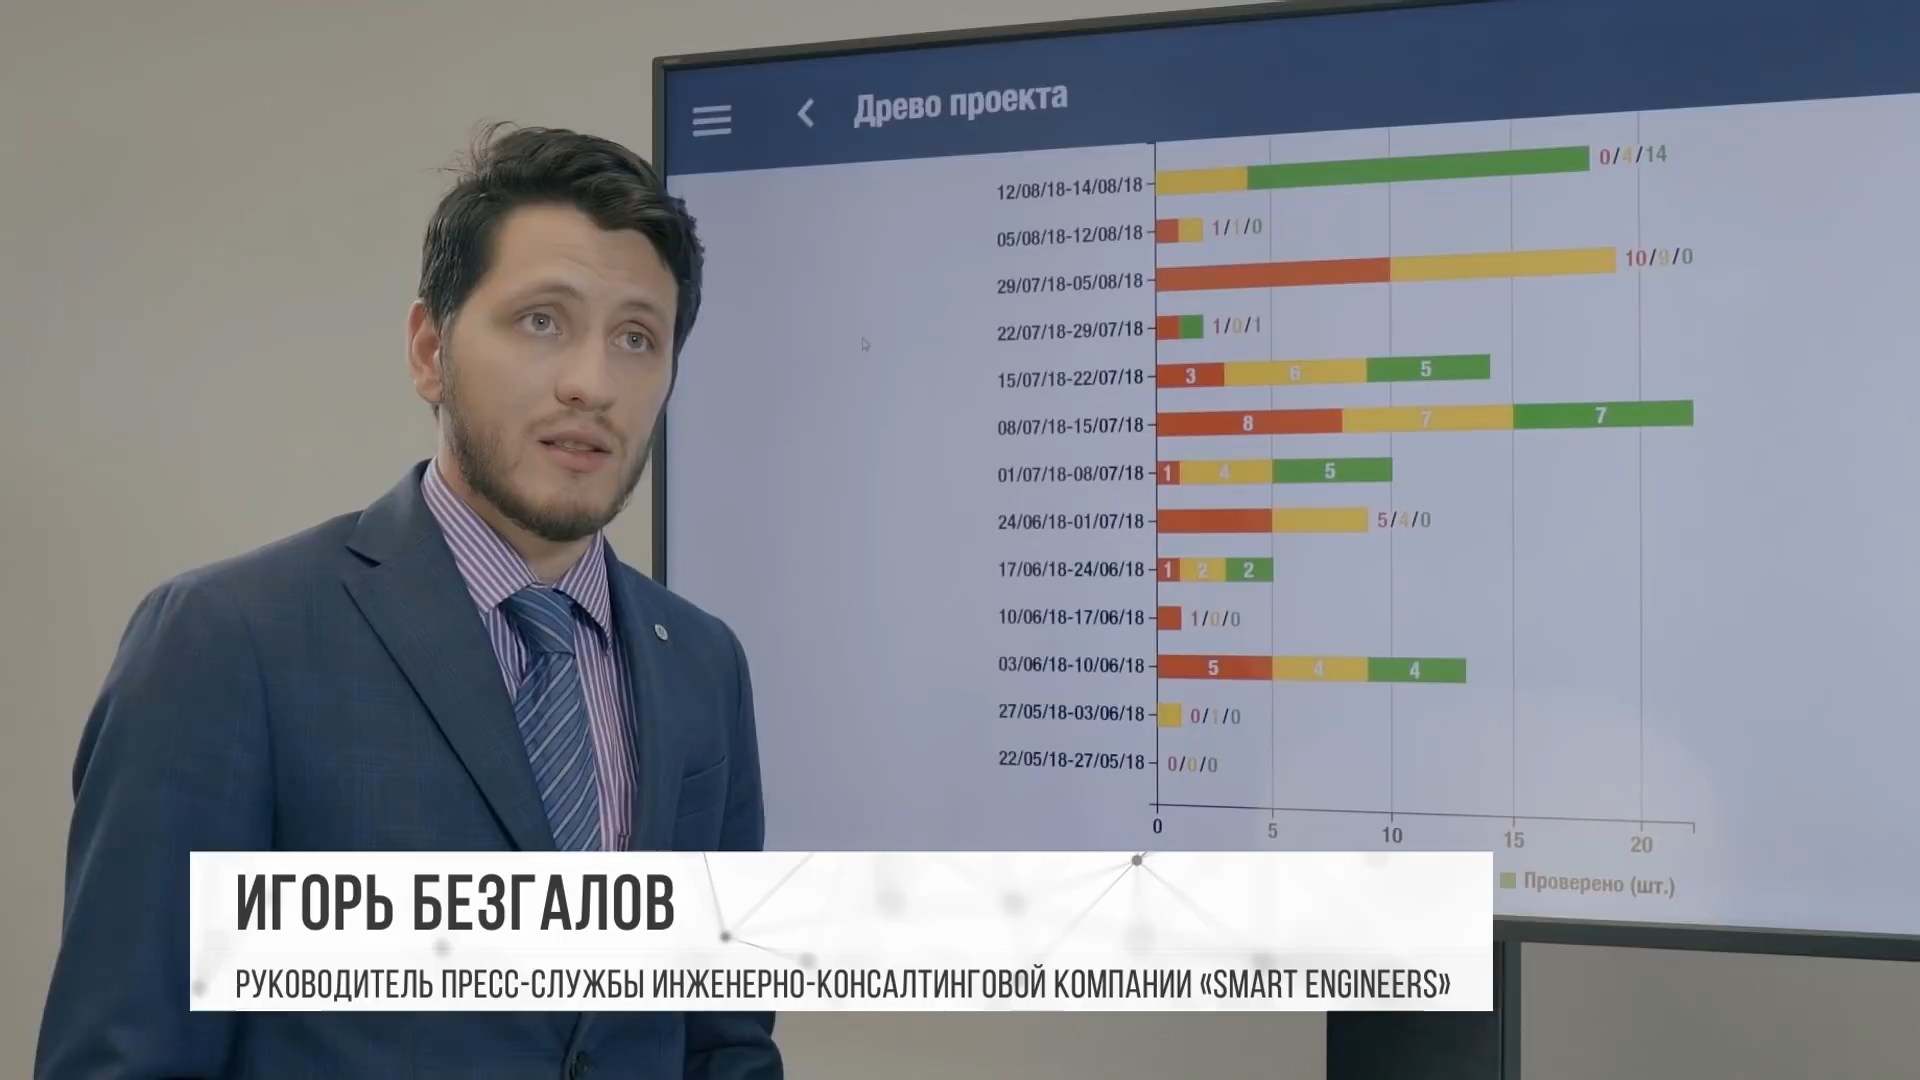 Древо проекта
12/08/18-14/08/18 0/4/14
05/08/18-12/08/18 1/1/0
29/07/18-05/08/18 10/9/0
22/07/18-29/07/18 1/0/1
15/07/18-22/07/18 3 6 5
08/07/18-15/07/18 8 7 7
01/07/18-08/07/18 1 4 5
24/06/18-01/07/18 5/4/0
17/06/18-24/06/18 1 2 2
10/06/18-17/06/18 1/0/0
03/06/18-10/06/18 5 4 4
27/05/18-03/06/18 0/1/0
22/05/18-27/05/18 0/0/0
0 5 10 15 20
Проверено (шт.)
ИГОРЬ БЕЗГАЛОВ
РУКОВОДИТЕЛЬ ПРЕСС-СЛУЖБЫ ИНЖЕНЕРНО-КОНСАЛТИНГОВОЙ КОМПАНИИ «SMART ENGINEERS»